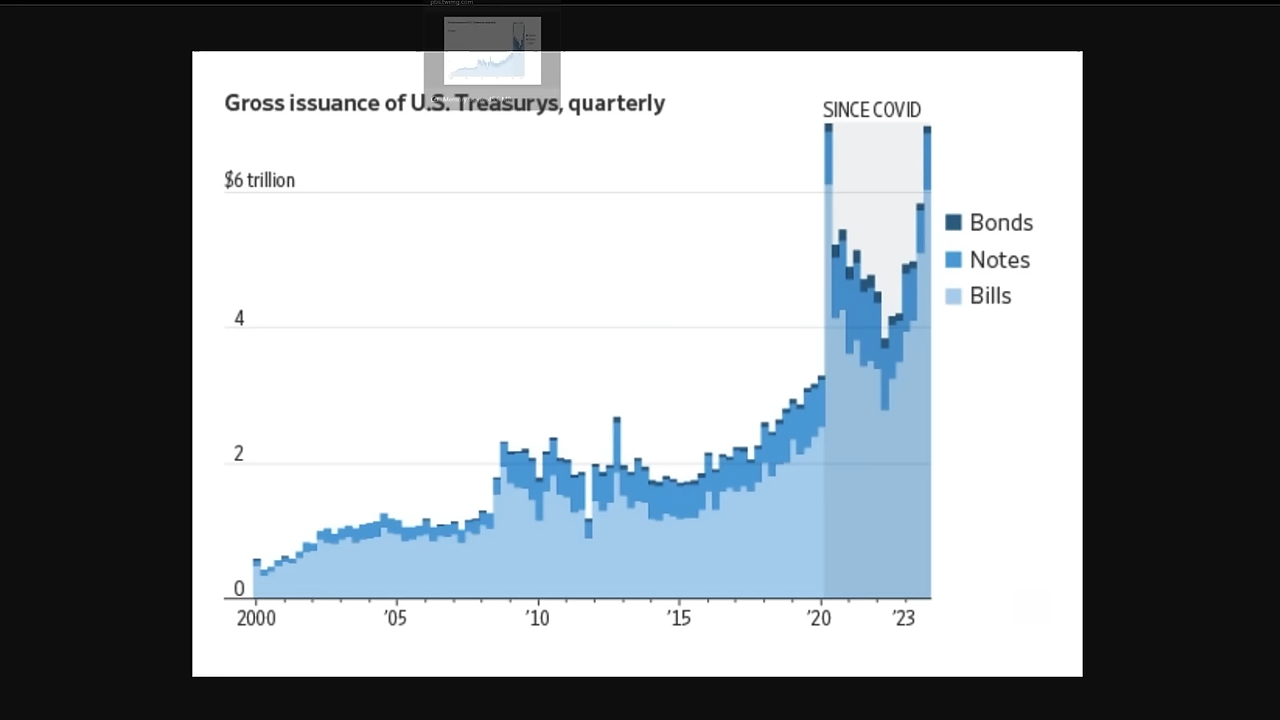 Gross issuance of U.S. Treasurys, quarterly
SINCE COVID
$6 trillion
Bonds
Notes
Bills
4
2
0
2000 '05 '10 '15 '20 '23